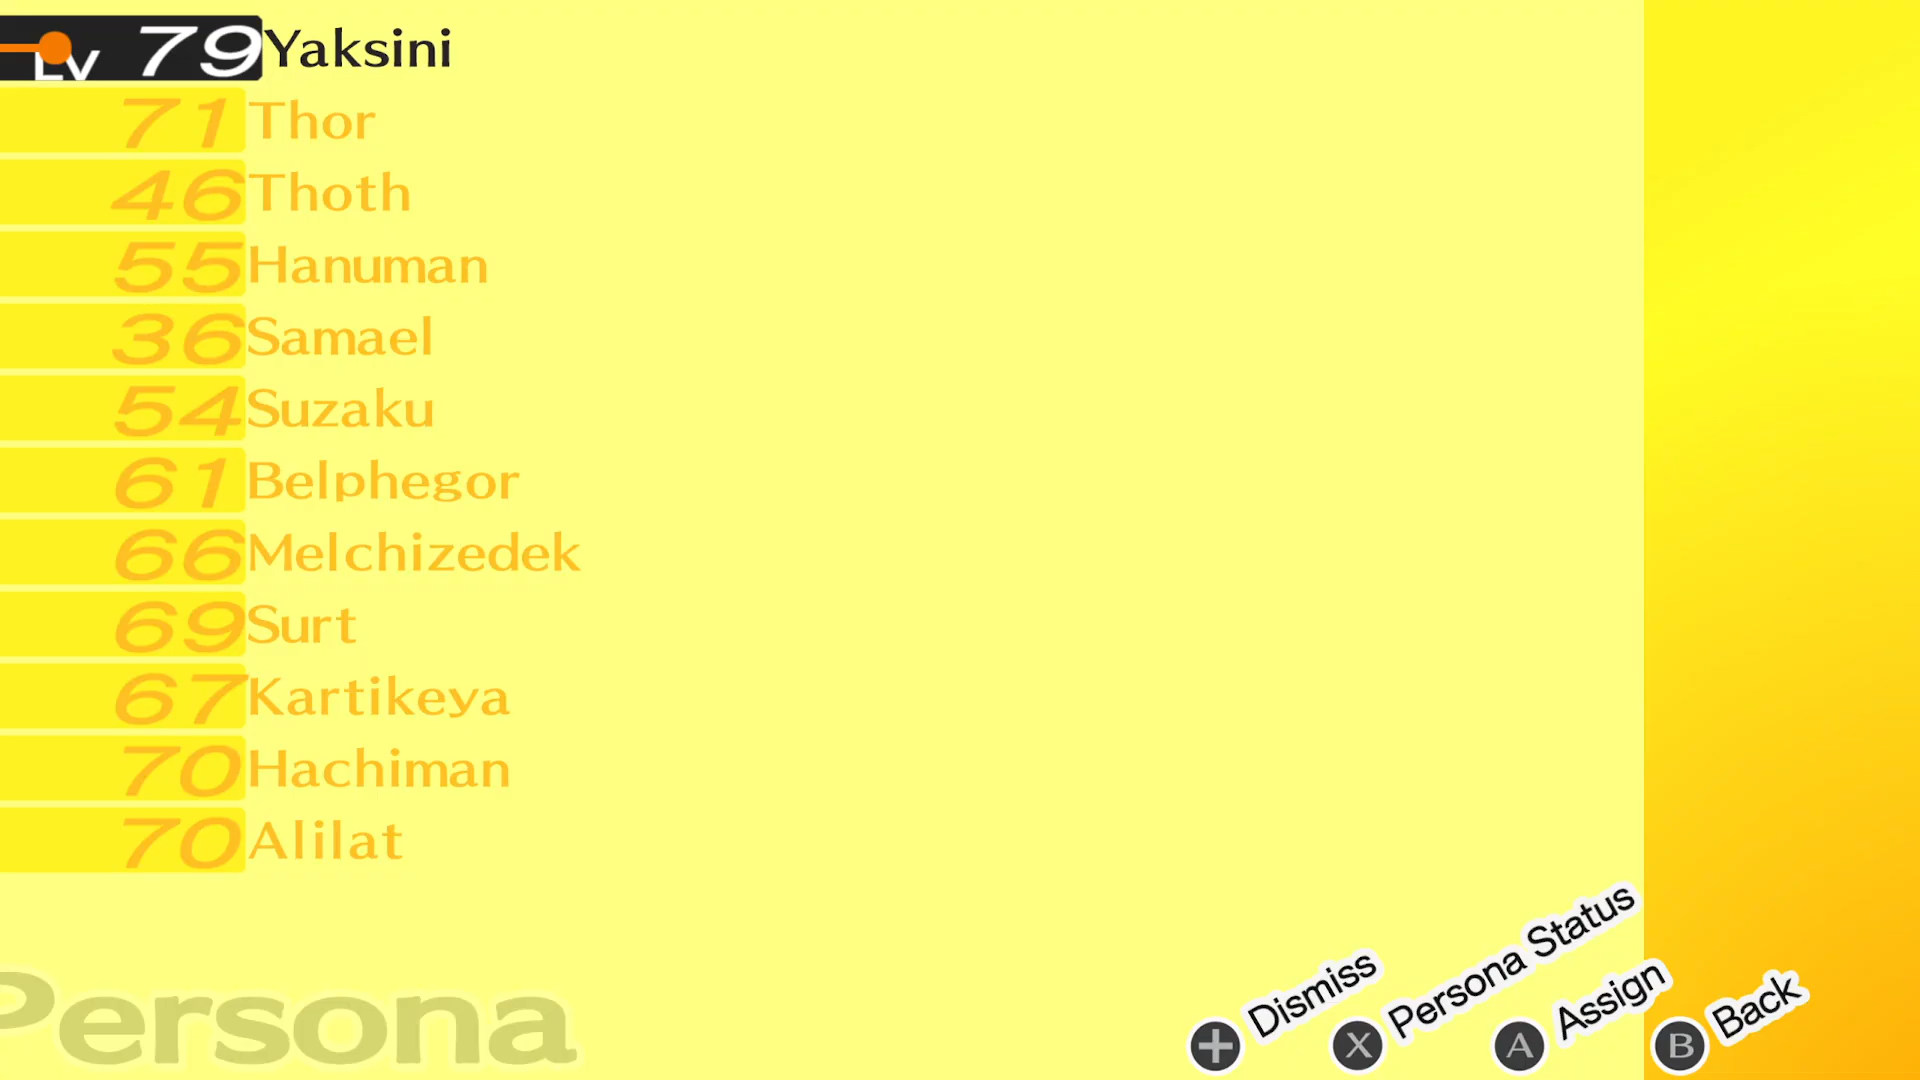 Lv 79 Yaksini
71 Thor
46 Thoth
55 Hanuman
36 Samael
54 Suzaku
61 Belphegor
66 Melchizedek
69 Surt
67 Kartikeya
70 Hachiman
70 Alilat
Persona
+ Dismiss
X Persona Status
A Assign
B Back